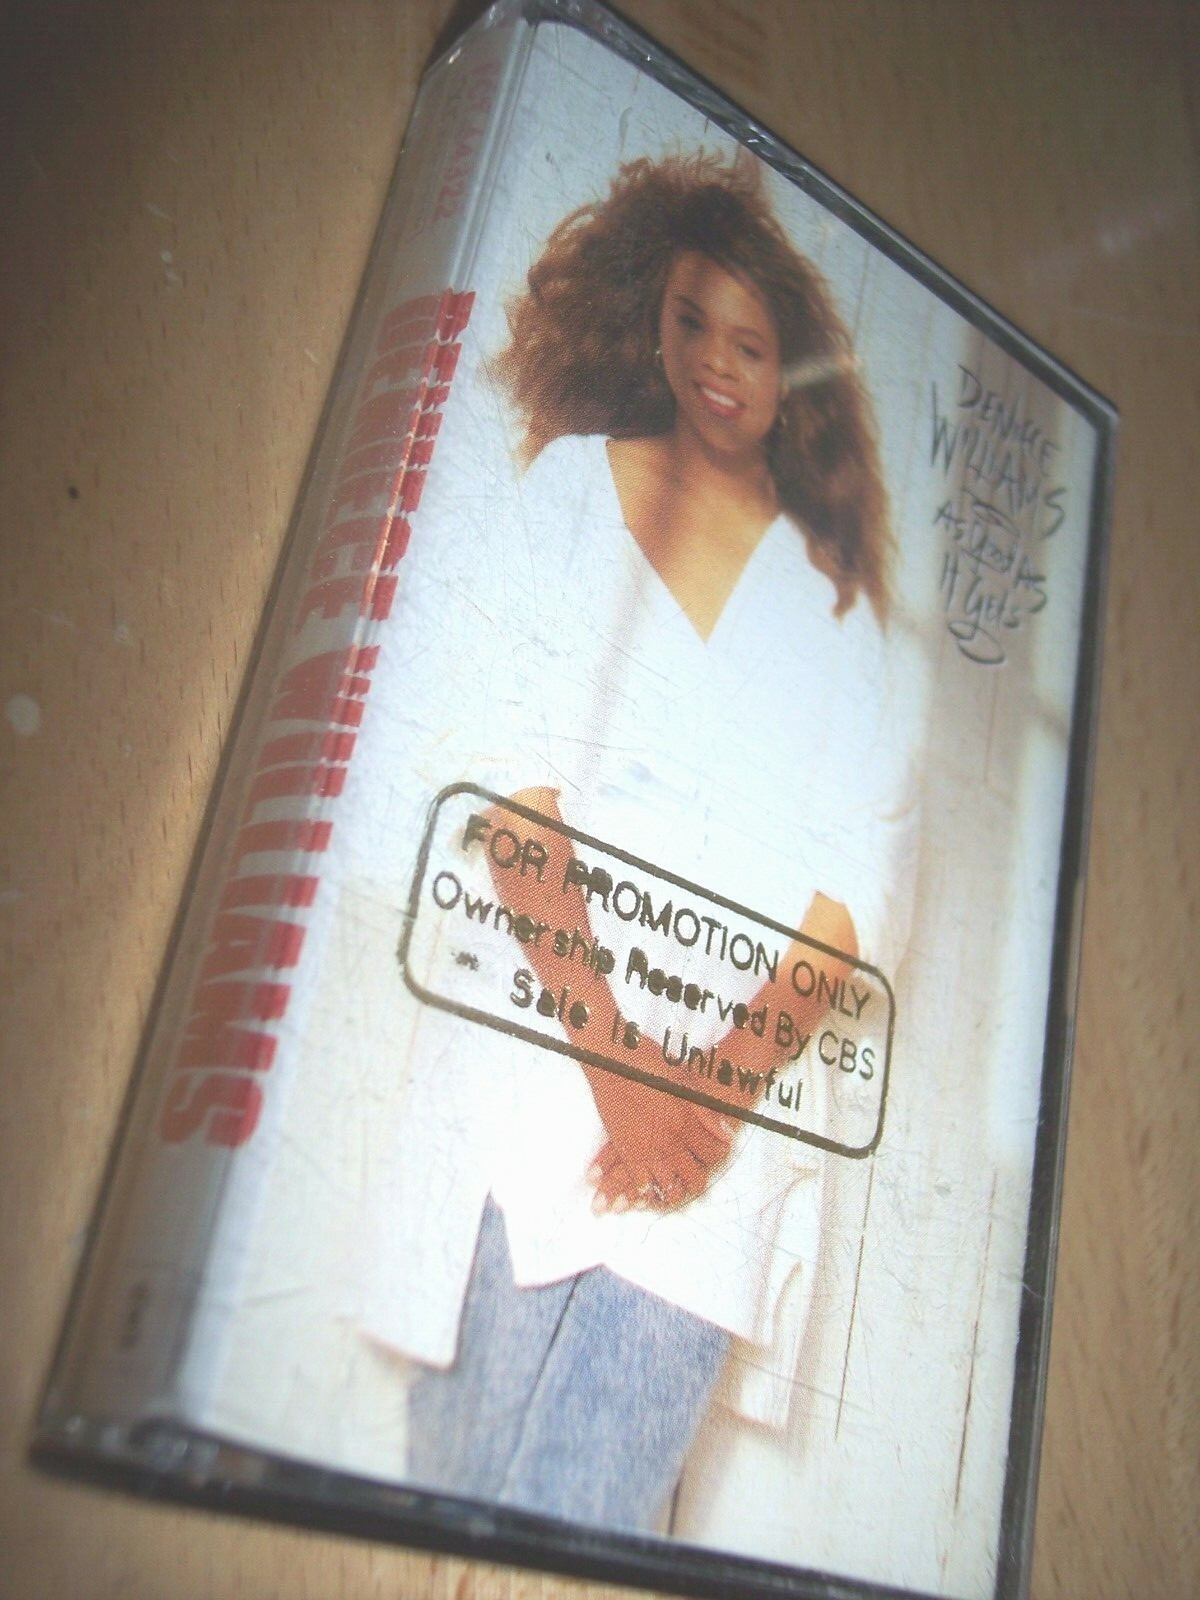 DENIECE WILLIAMS
DENIECE
WILLIAMS
As Good As
It Gets
FOR PROMOTION ONLY
Ownership Reserved By CBS
Sale Is Unlawful